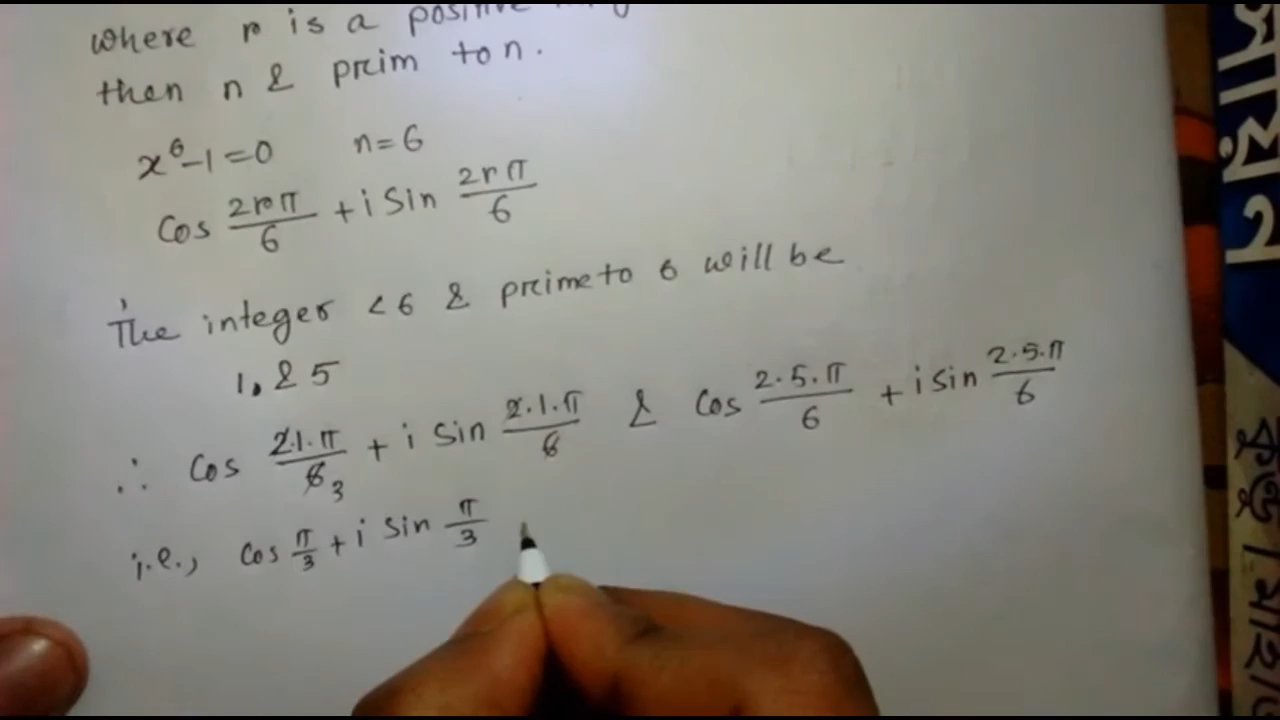 where r is a positive
then n & prim to n.
x⁶-1=0 n=6
Cos 2rπ/6 + i Sin 2rπ/6
The integer < 6 & prime to 6 will be
1, & 5
∴ Cos 2.1.π/6 3 + i Sin 2.1.π/6 & Cos 2.5.π/6 + i sin 2.5.π/6
i.e., Cos π/3 + i Sin π/3